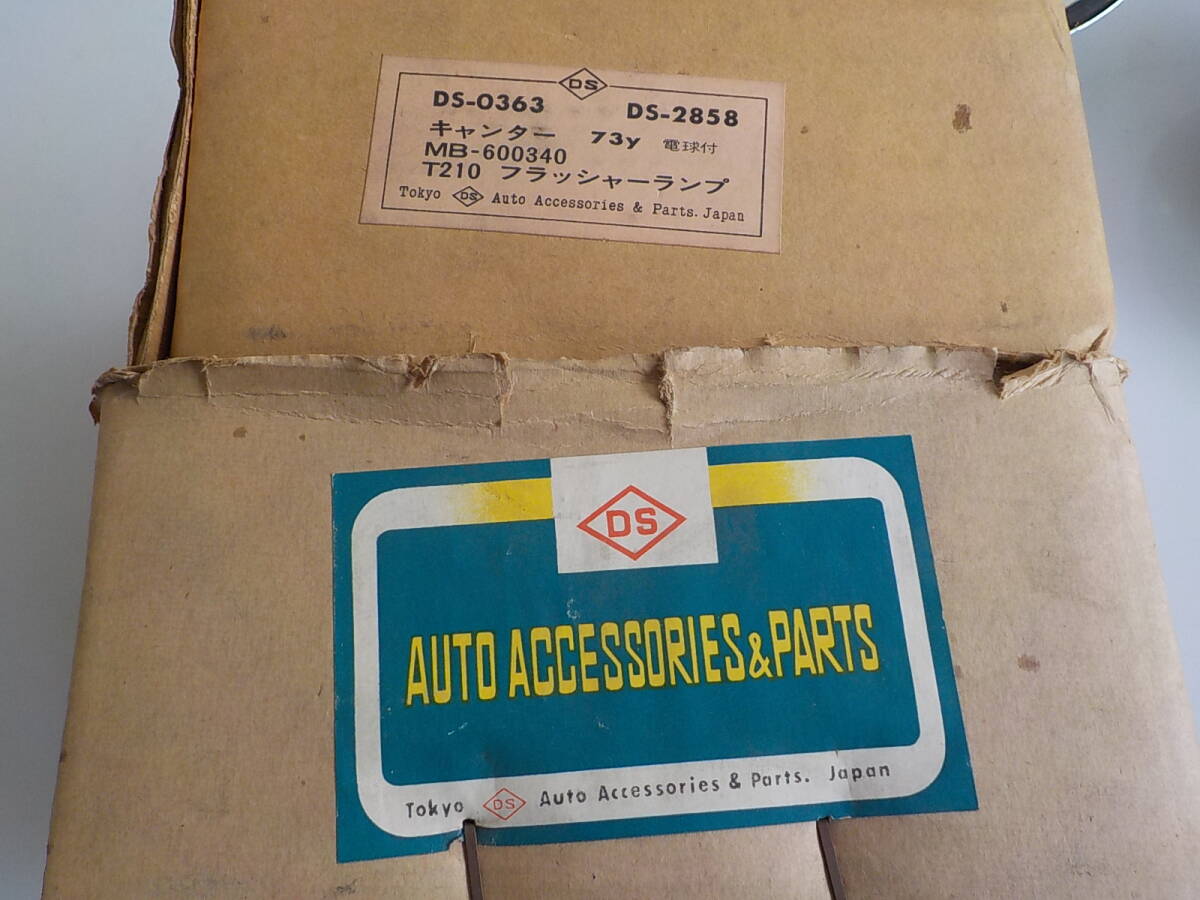 DS
DS-0363 DS-2858
キャンター 73y 電球付
MB-600340
T210 フラッシャーランプ
Tokyo DS Auto Accessories & Parts. Japan
DS
AUTO ACCESSORIES&PARTS
Tokyo DS Auto Accessories & Parts. Japan